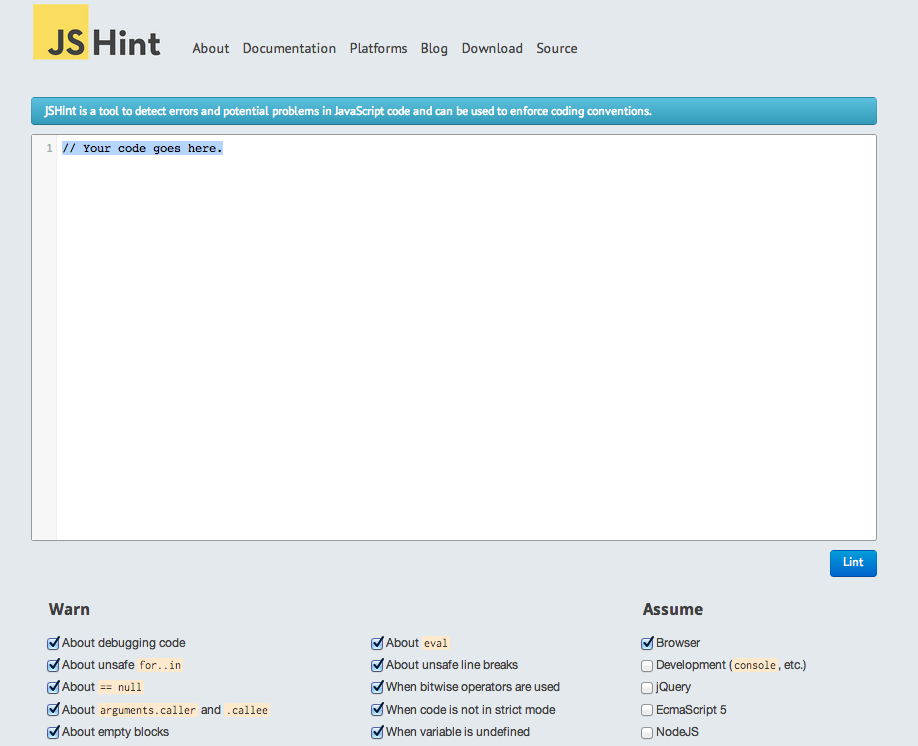 JSHint
About Documentation Platforms Blog Download Source
JSHint is a tool to detect errors and potential problems in JavaScript code and can be used to enforce coding conventions.
1 // Your code goes here.
Lint
Warn
About debugging code
About unsafe for..in
About == null
About arguments.caller and .callee
About empty blocks
About eval
About unsafe line breaks
When bitwise operators are used
When code is not in strict mode
When variable is undefined
Assume
Browser
Development (console, etc.)
jQuery
EcmaScript 5
NodeJS